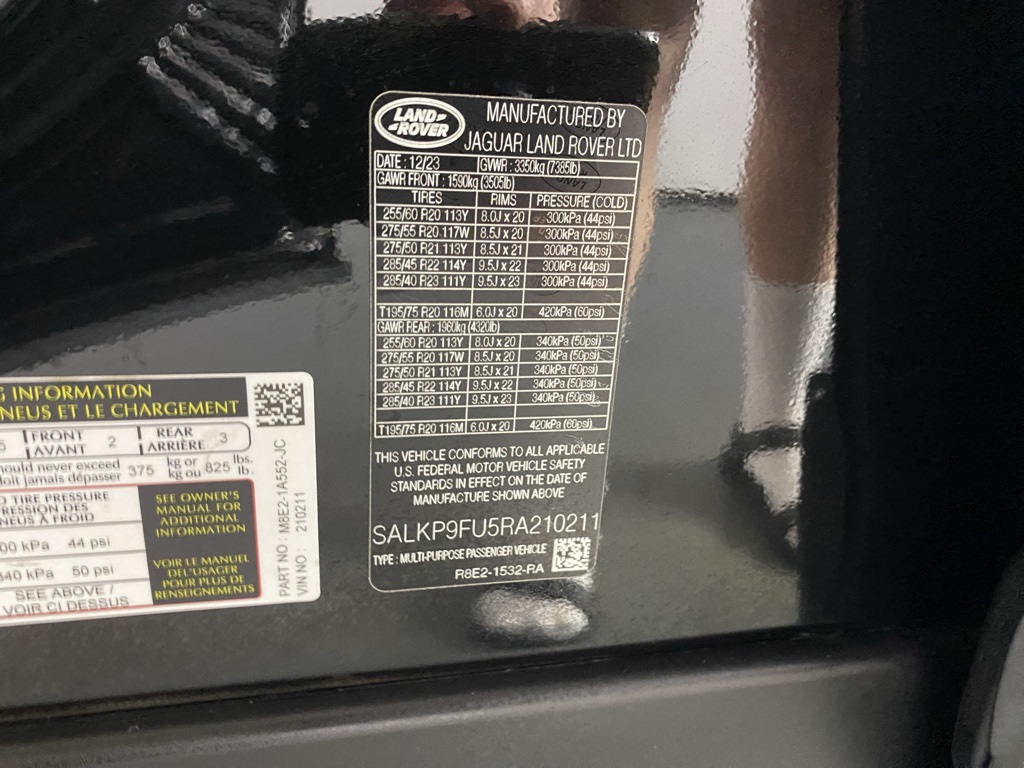 LAND-
-ROVER
MANUFACTURED BY
JAGUAR LAND ROVER LTD
DATE : 12/23 GVWR : 3350kg (7385lb)
GAWR FRONT : 1590kg (3505lb)
TIRES RIMS PRESSURE (COLD)
255/60 R20 113Y 8.0J x 20 300kPa (44psi)
275/55 R20 117W 8.5J x 20 300kPa (44psi)
275/50 R21 113Y 8.5J x 21 300kPa (44psi)
285/45 R22 114Y 9.5J x 22 300kPa (44psi)
285/40 R23 111Y 9.5J x 23 300kPa (44psi)
T195/75 R20 116M 6.0J x 20 420kPa (60psi)
GAWR REAR : 1960kg (4320lb)
255/60 R20 113Y 8.0J x 20 340kPa (50psi)
275/55 R20 117W 8.5J x 20 340kPa (50psi)
275/50 R21 113Y 8.5J x 21 340kPa (50psi)
285/45 R22 114Y 9.5J x 22 340kPa (50psi)
285/40 R23 111Y 9.5J x 23 340kPa (50psi)
T195/75 R20 116M 6.0J x 20 420kPa (60psi)
THIS VEHICLE CONFORMS TO ALL APPLICABLE
U.S. FEDERAL MOTOR VEHICLE SAFETY
STANDARDS IN EFFECT ON THE DATE OF
MANUFACTURE SHOWN ABOVE
SALKP9FU5RA210211
TYPE : MULTI-PURPOSE PASSENGER VEHICLE
R8E2-1532-RA
G INFORMATION
NEUS ET LE CHARGEMENT
5 FRONT AVANT 2 REAR ARRIÈRE 3
ould never exceed 375 kg or 825 lbs.
oit jamais dépasser kg ou lb.
TIRE PRESSURE
RESSION DES
NEUS À FROID
00 kPa 44 psi
340 kPa 50 psi
SEE ABOVE /
VOIR CI DESSUS
SEE OWNER'S
MANUAL FOR
ADDITIONAL
INFORMATION
VOIR LE MANUEL
DE L'USAGER
POUR PLUS DE
RENSEIGNEMENTS
PART NO : M8E2-1A552-JC
VIN NO : 210211